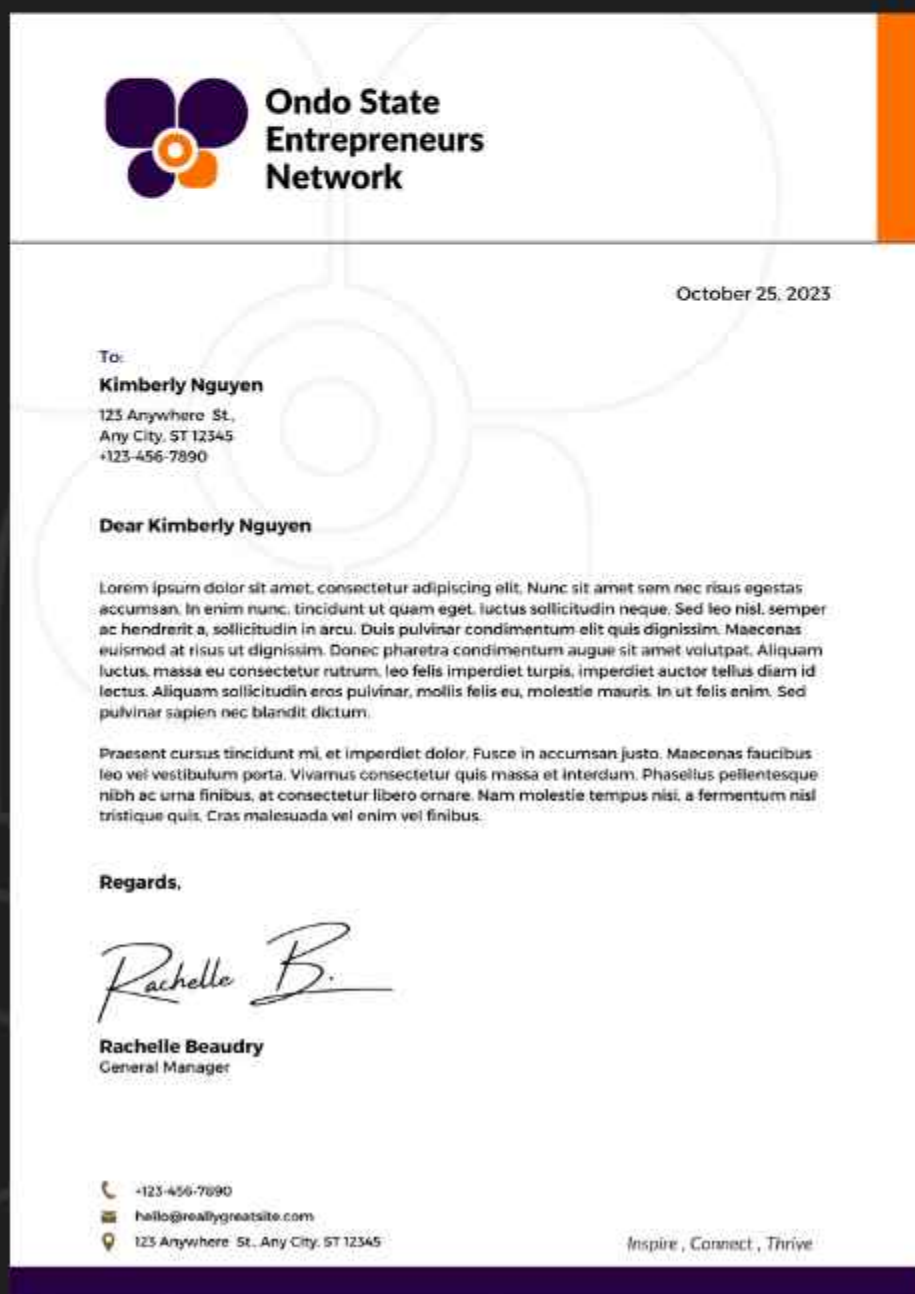 Ondo State
Entrepreneurs
Network
October 25, 2023
To:
Kimberly Nguyen
123 Anywhere St.,
Any City, ST 12345
+123-456-7890
Dear Kimberly Nguyen
Lorem ipsum dolor sit amet, consectetur adipiscing elit. Nunc sit amet sem nec risus egestas
accumsan. In enim nunc, tincidunt ut quam eget, luctus sollicitudin neque. Sed leo nisl, semper
ac hendrerit a, sollicitudin in arcu. Duis pulvinar condimentum elit quis dignissim. Maecenas
euismod at risus ut dignissim. Donec pharetra condimentum augue sit amet volutpat. Aliquam
luctus, massa eu consectetur rutrum, leo felis imperdiet turpis, imperdiet auctor tellus diam id
lectus. Aliquam sollicitudin eros pulvinar, mollis felis eu, molestie mauris. In ut felis enim. Sed
pulvinar sapien nec blandit dictum.
Praesent cursus tincidunt mi, et imperdiet dolor. Fusce in accumsan justo. Maecenas faucibus
leo vel vestibulum porta. Vivamus consectetur quis massa et interdum. Phasellus pellentesque
nibh ac urna finibus, at consectetur libero ornare. Nam molestie tempus nisi, a fermentum nisl
tristique quis. Cras malesuada vel enim vel finibus.
Regards,
Rachelle B.
Rachelle Beaudry
General Manager
+123-456-7890
hello@reallygreatsite.com
123 Anywhere St., Any City, ST 12345
Inspire , Connect , Thrive